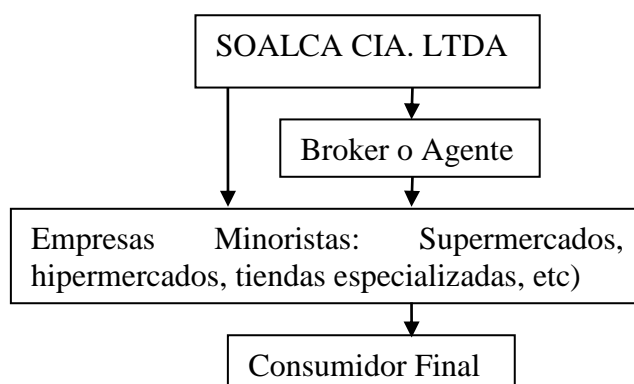 SOALCA CIA. LTDA
Broker o Agente
Empresas Minoristas: Supermercados,
hipermercados, tiendas especializadas, etc)
Consumidor Final